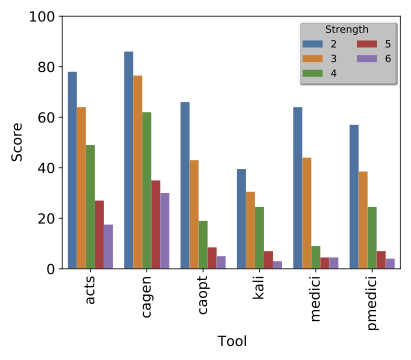 100
80
60
40
20
0
Score
Strength
2 5
3 6
4
acts
cagen
caopt
kali
medici
pmedici
Tool